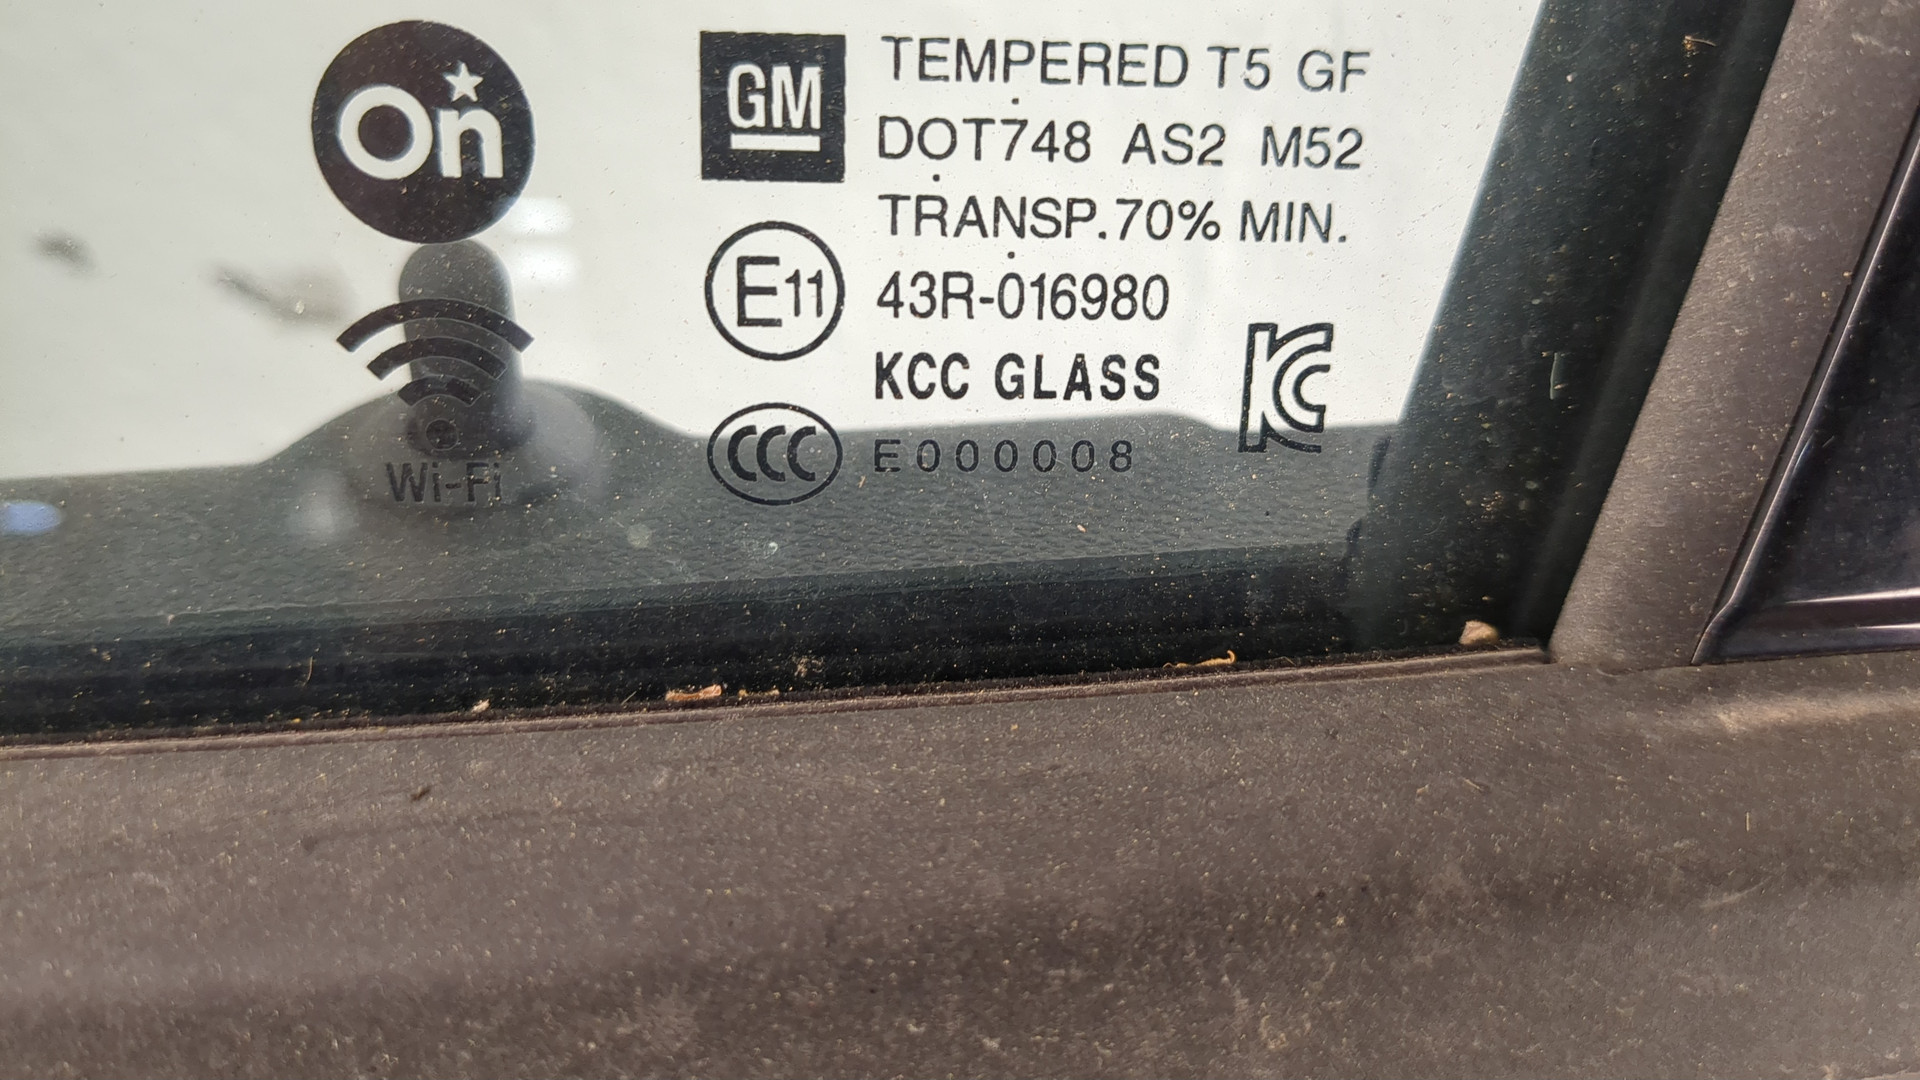 On
Wi-Fi
GM
TEMPERED T5 GF
DOT748 AS2 M52
TRANSP.70% MIN.
E11 43R-016980
KCC GLASS
CCC E000008
KC